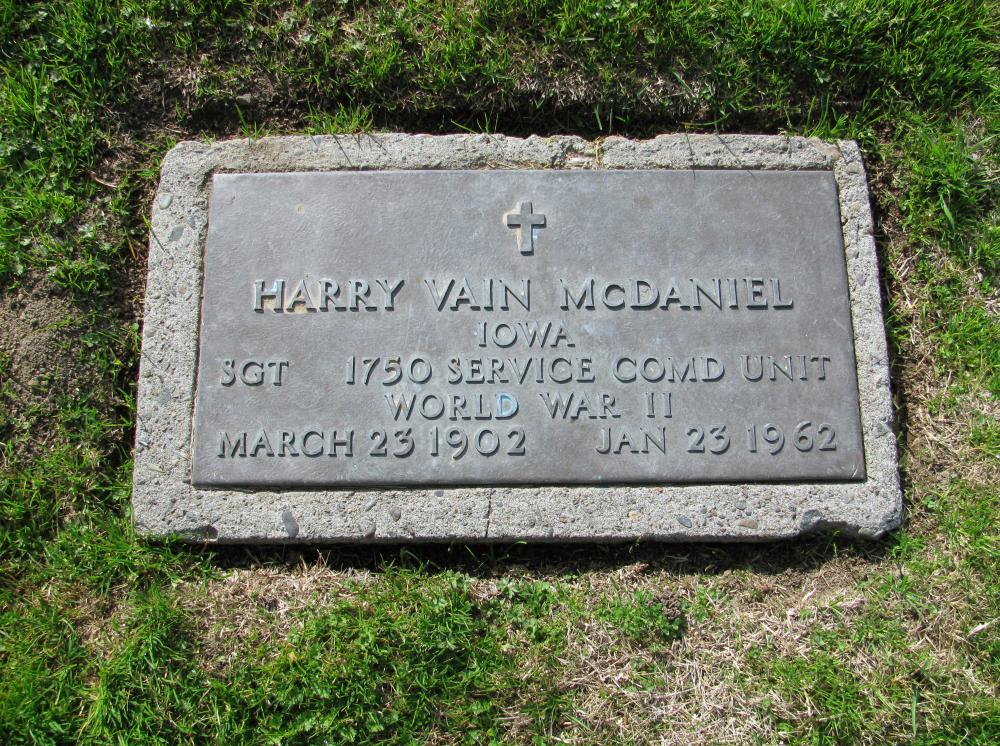 HARRY VAIN MCDANIEL
IOWA
SGT 1750 SERVICE COMD UNIT
WORLD WAR II
MARCH 23 1902 JAN 23 1962